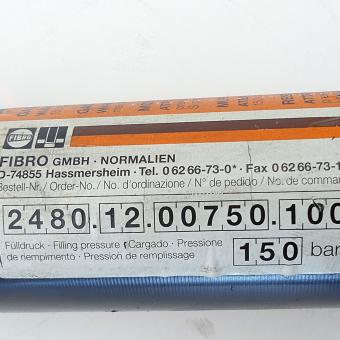 FIBRO
FIBRO GMBH · NORMALIEN
D-74855 Hassmersheim · Tel. 0 62 66-73-0* · Fax 0 62 66-73-1
Bestell-Nr./ Order-No./ No. d'ordinazione/ N° de pedido/ No. de comman
2480.12.00750.100
Fülldruck · Filling pressure Cargado · Pressione
de riempimento · Pression de remplissage
150 bar